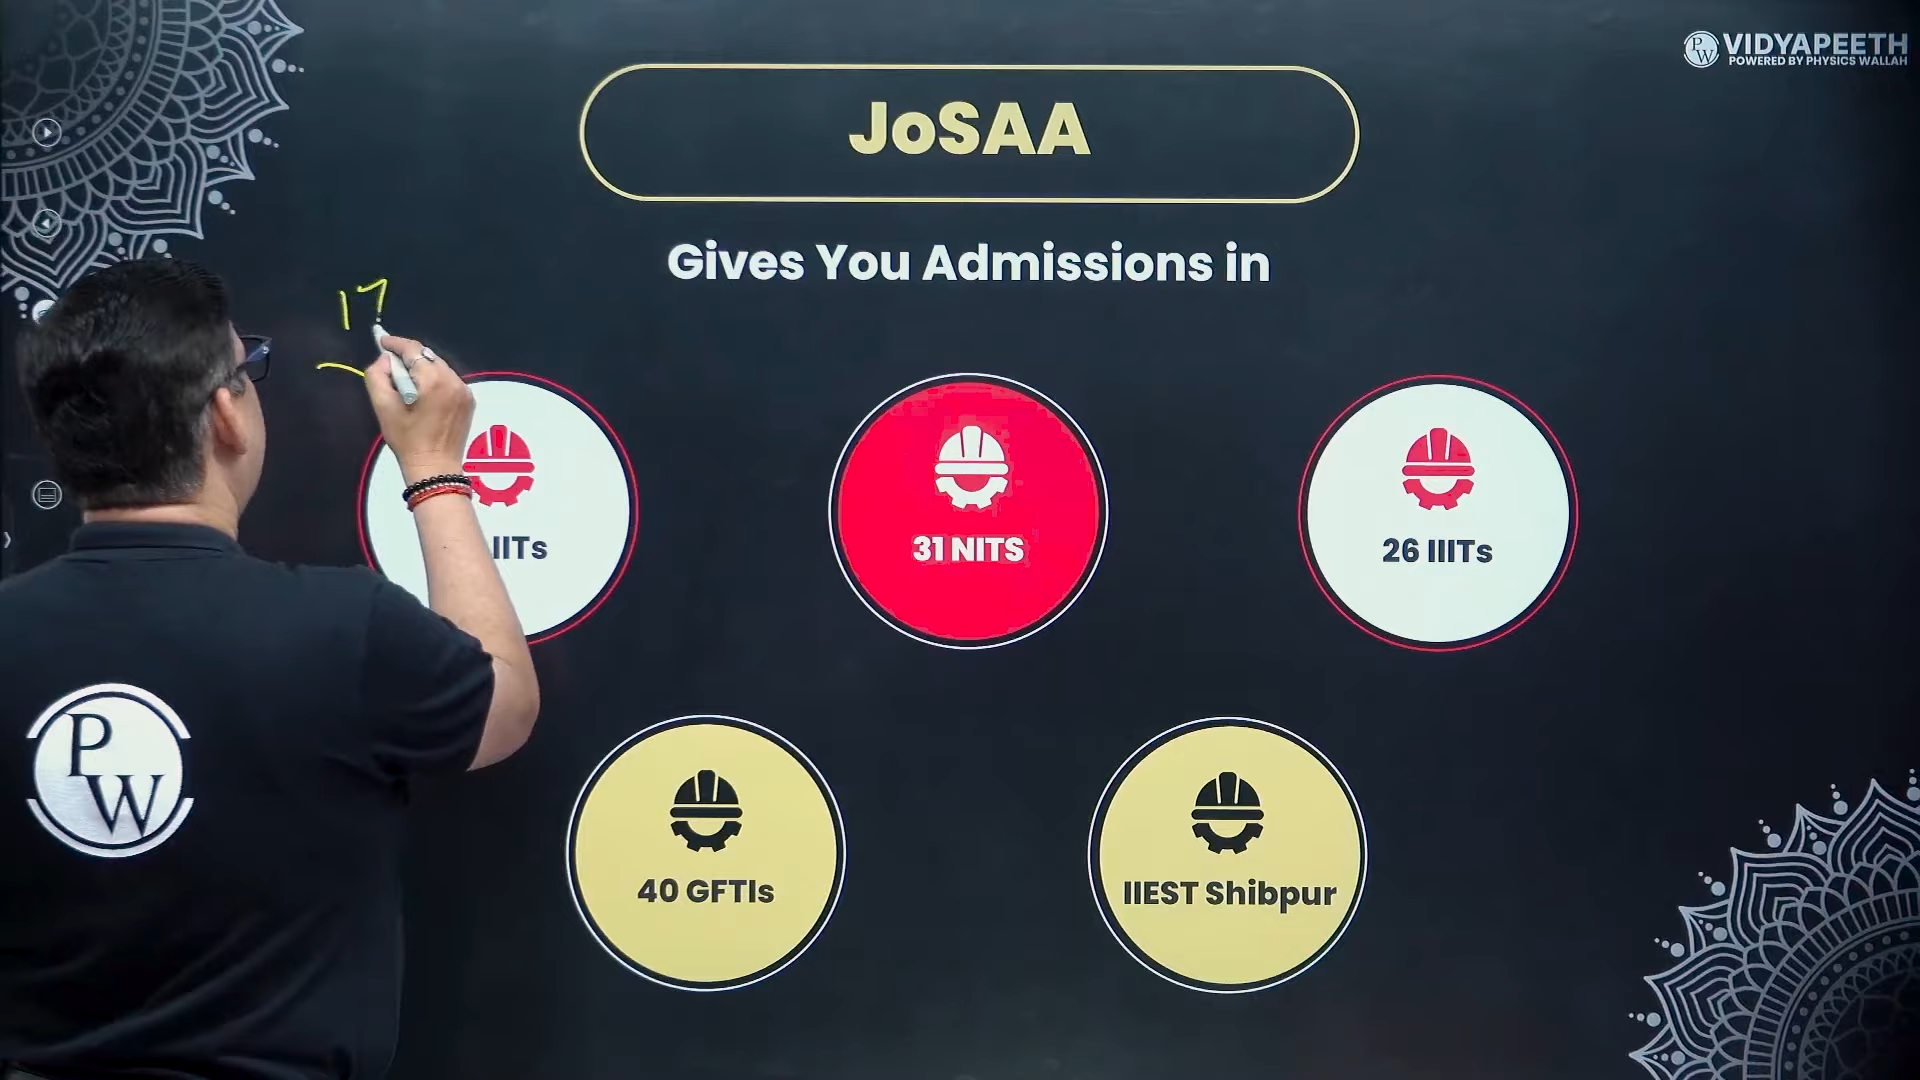 PW VIDYAPEETH
POWERED BY PHYSICS WALLAH
JoSAA
Gives You Admissions in
17
IITs
31 NITS
26 IIITs
40 GFTIs
IIEST Shibpur
PW